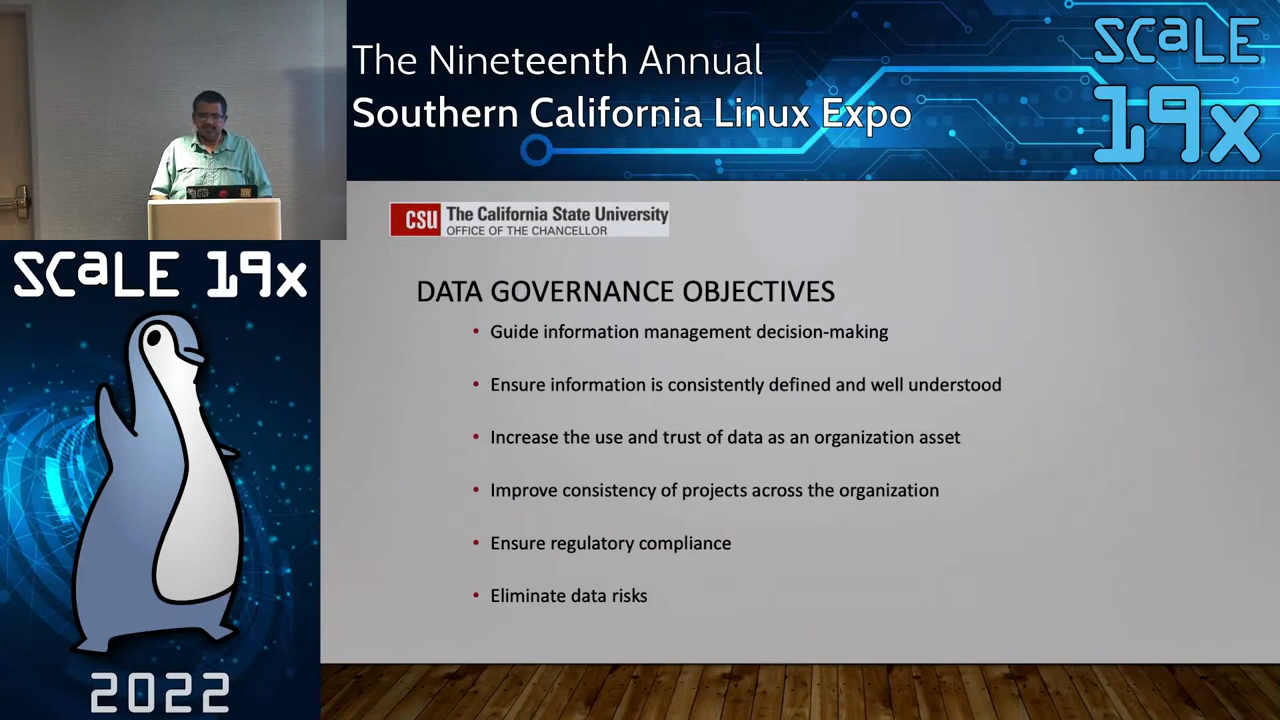 The Nineteenth Annual
Southern California Linux Expo
SCaLE
19x
CSU The California State University
OFFICE OF THE CHANCELLOR
DATA GOVERNANCE OBJECTIVES
• Guide information management decision-making
• Ensure information is consistently defined and well understood
• Increase the use and trust of data as an organization asset
• Improve consistency of projects across the organization
• Ensure regulatory compliance
• Eliminate data risks
SCaLE 19x
2022